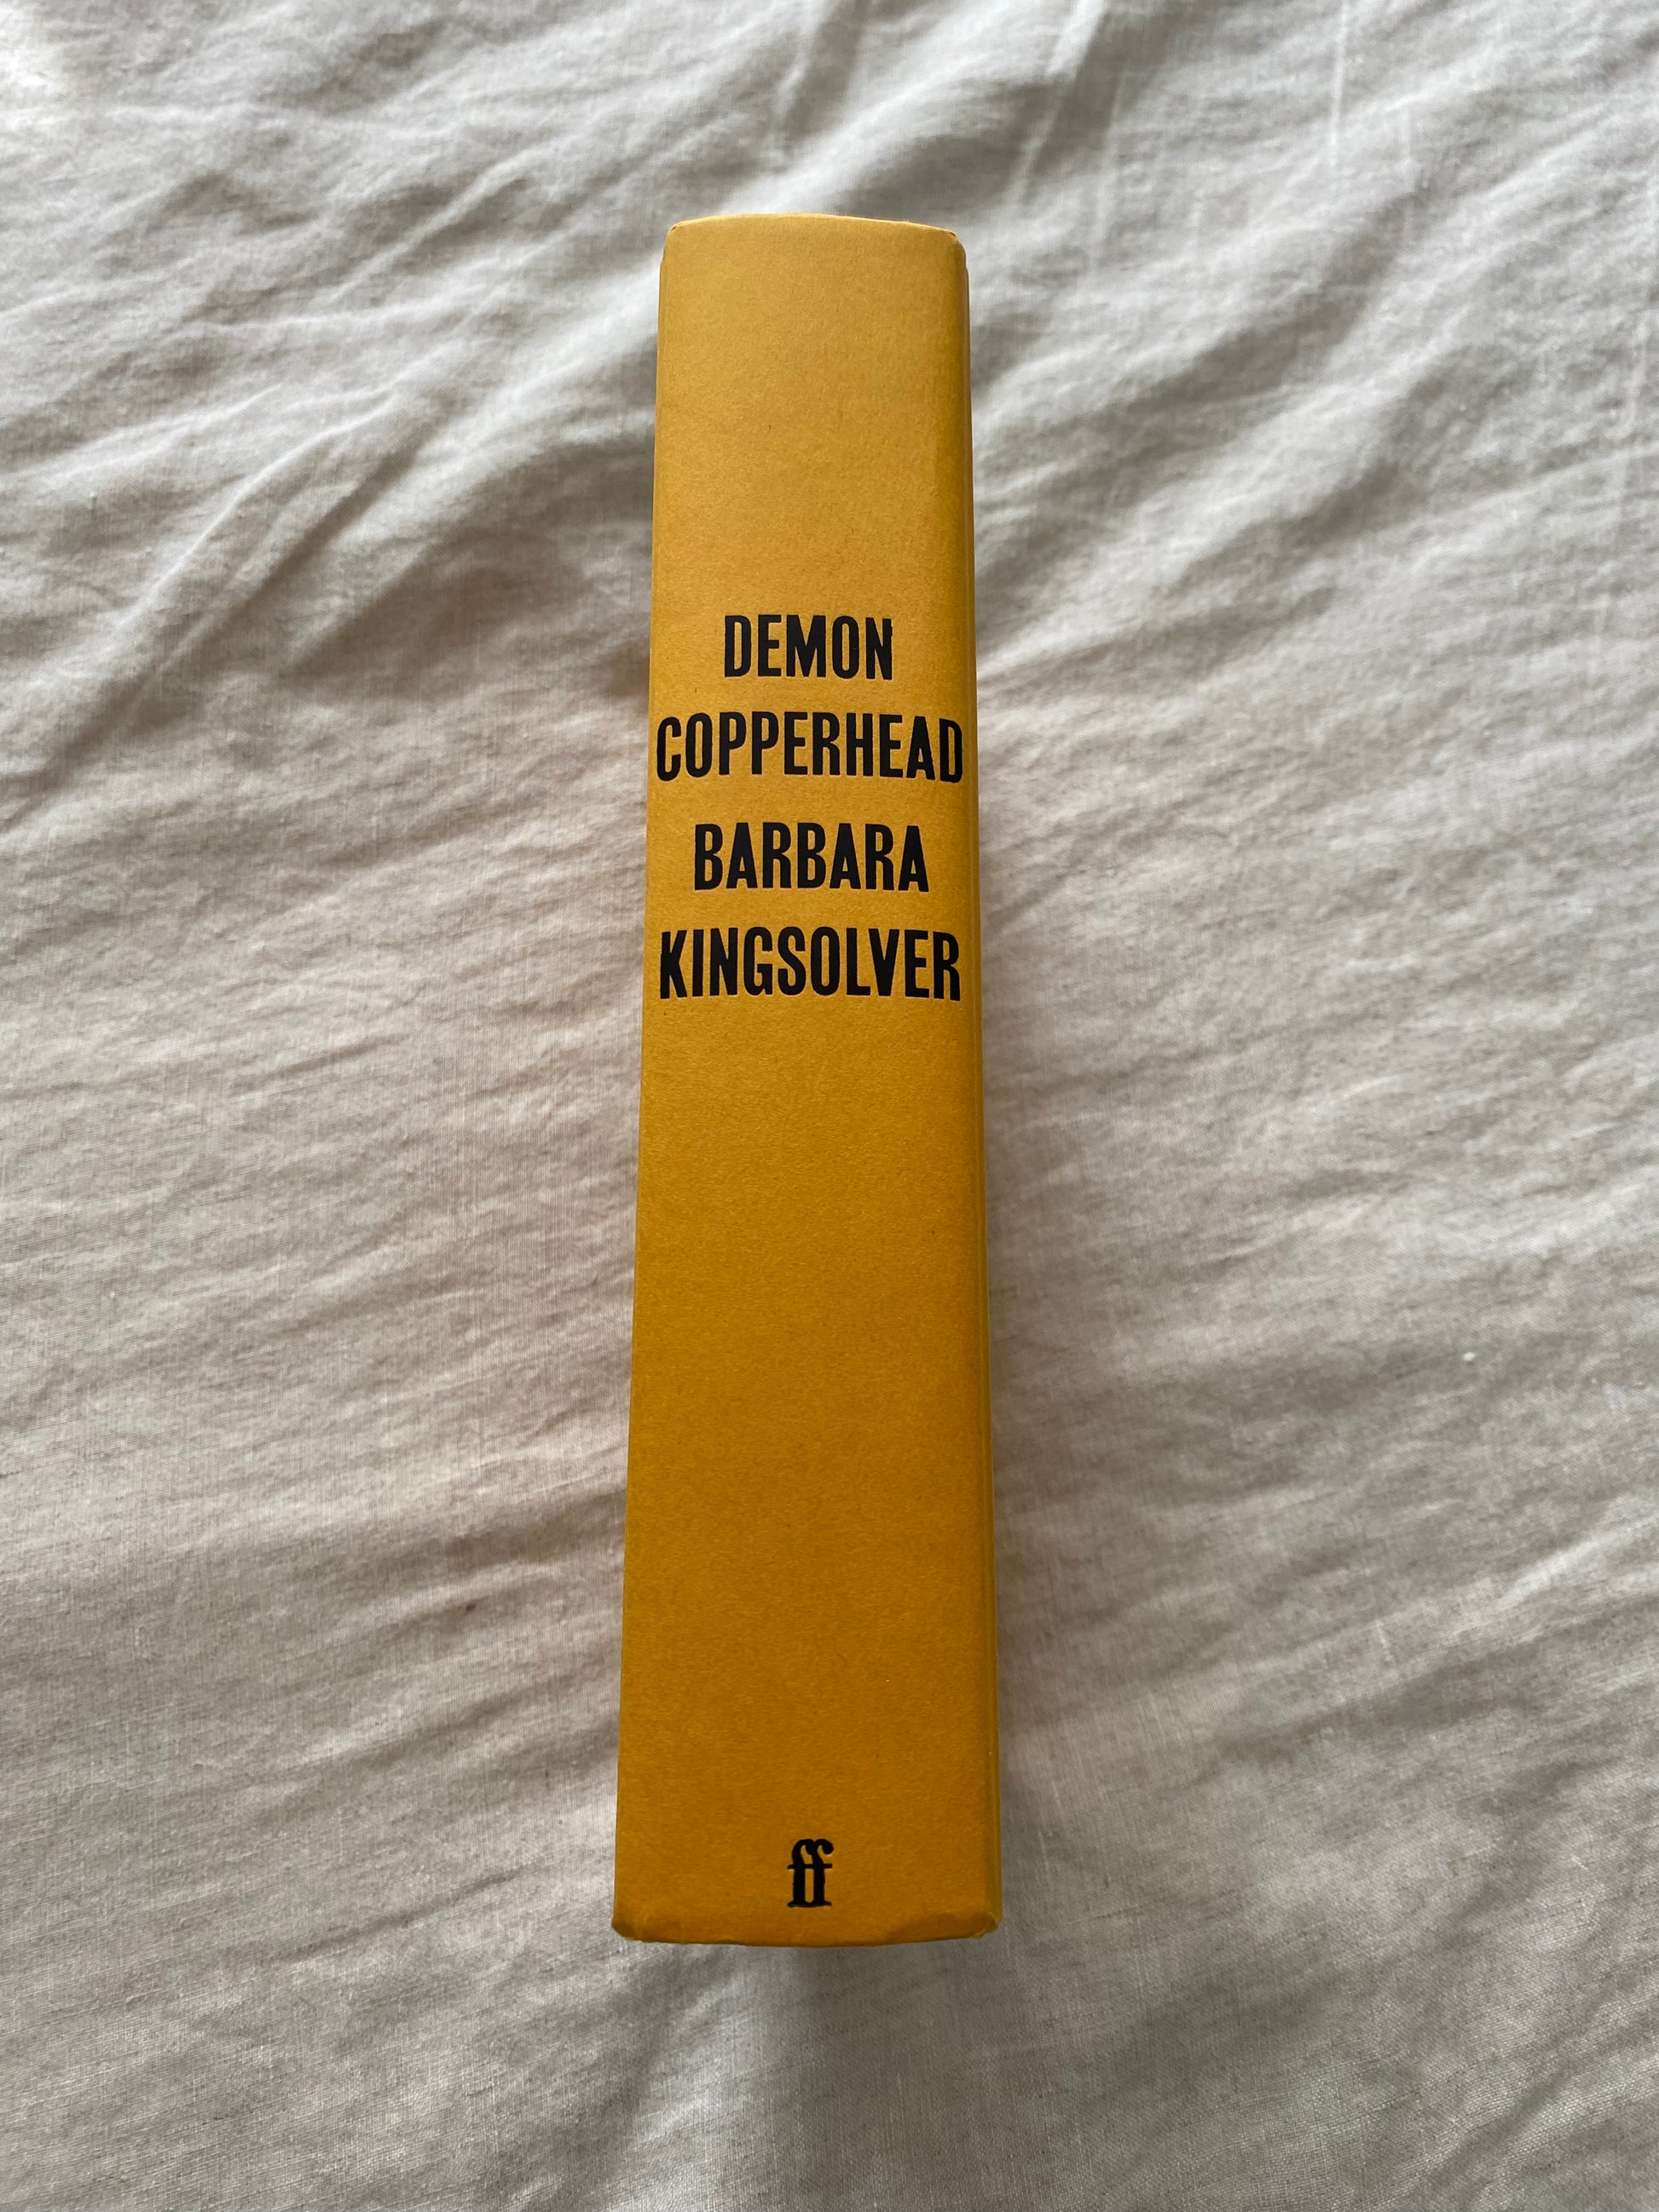 DEMON
COPPERHEAD
BARBARA
KINGSOLVER
ff